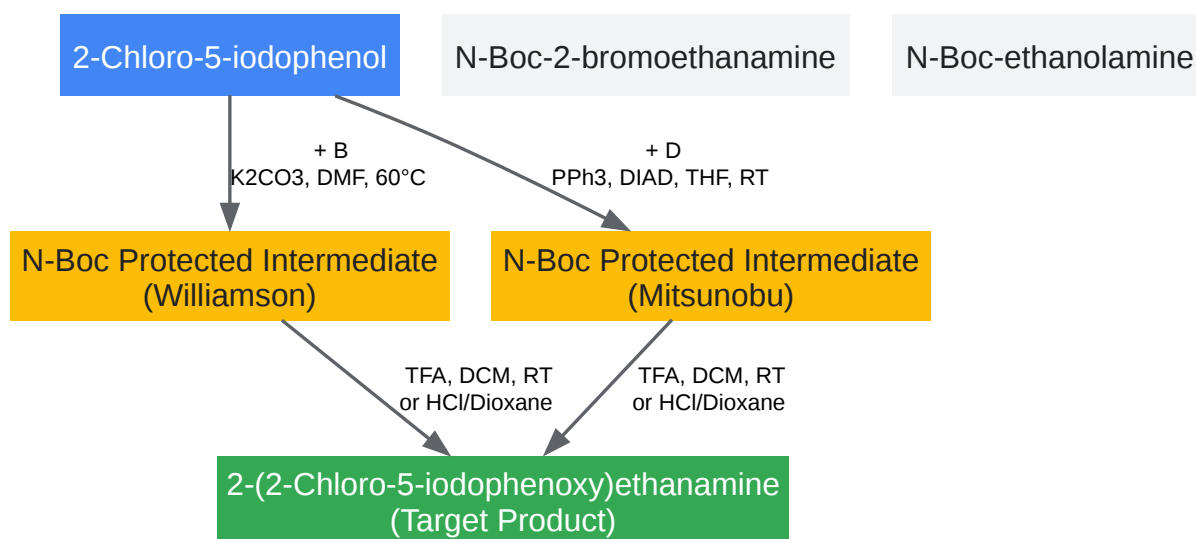 2-Chloro-5-iodophenol
N-Boc-2-bromoethanamine
N-Boc-ethanolamine
+ B
K2CO3, DMF, 60°C
+ D
PPh3, DIAD, THF, RT
N-Boc Protected Intermediate
(Williamson)
N-Boc Protected Intermediate
(Mitsunobu)
TFA, DCM, RT
or HCl/Dioxane
TFA, DCM, RT
or HCl/Dioxane
2-(2-Chloro-5-iodophenoxy)ethanamine
(Target Product)